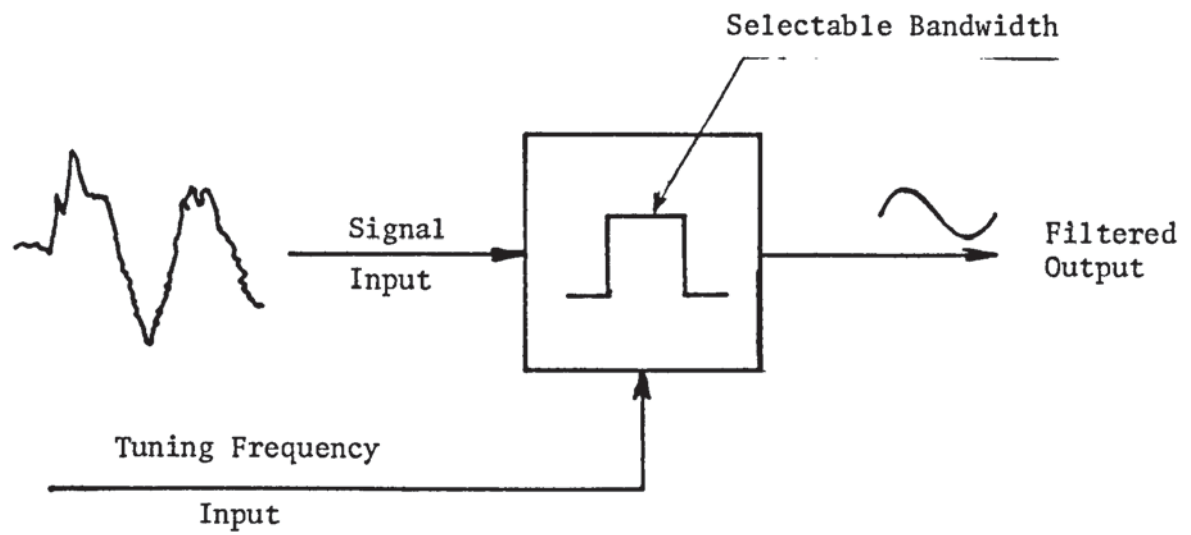 Selectable Bandwidth
Signal
Input
Filtered
Output
Tuning Frequency
Input